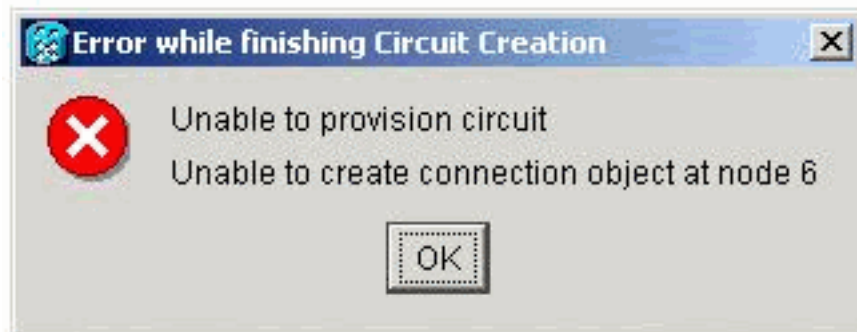 Error while finishing Circuit Creation
Unable to provision circuit
Unable to create connection object at node 6
OK